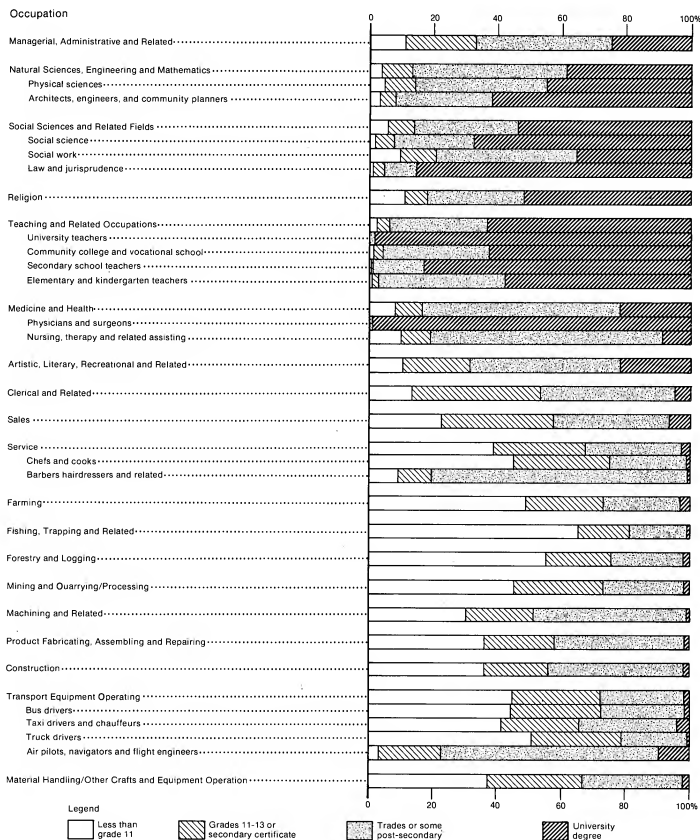 Occupation
0 20 40 60 80 100%
Managerial, Administrative and Related
Natural Sciences, Engineering and Mathematics
Physical sciences
Architects, engineers, and community planners
Social Sciences and Related Fields
Social science
Social work
Law and jurisprudence
Religion
Teaching and Related Occupations
University teachers
Community college and vocational school
Secondary school teachers
Elementary and kindergarten teachers
Medicine and Health
Physicians and surgeons
Nursing, therapy and related assisting
Artistic, Literary, Recreational and Related
Clerical and Related
Sales
Service
Chefs and cooks
Barbers hairdressers and related
Farming
Fishing, Trapping and Related
Forestry and Logging
Mining and Quarrying/Processing
Machining and Related
Product Fabricating, Assembling and Repairing
Construction
Transport Equipment Operating
Bus drivers
Taxi drivers and chauffeurs
Truck drivers
Air pilots, navigators and flight engineers
Material Handling/Other Crafts and Equipment Operation
0 20 40 60 80 100%
Legend
Less than grade 11
Grades 11-13 or secondary certificate
Trades or some post-secondary
University degree